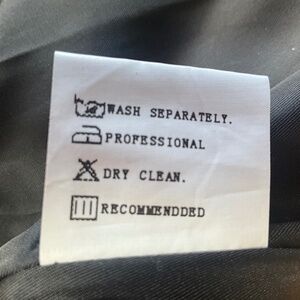 WASH SEPARATELY.
PROFESSIONAL
DRY CLEAN.
RECOMMENDDED